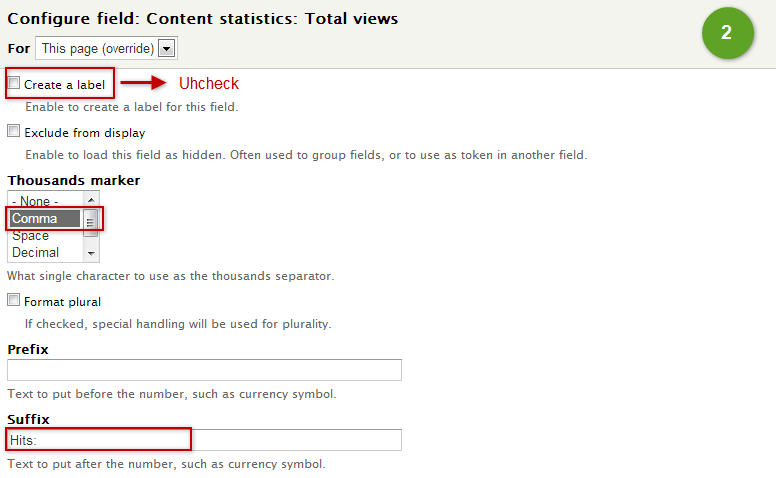 Configure field: Content statistics: Total views
2
For This page (override)
Create a label Uhcheck
Enable to create a label for this field.
Exclude from display
Enable to load this field as hidden. Often used to group fields, or to use as token in another field.
Thousands marker
- None -
Comma
Space
Decimal
What single character to use as the thousands separator.
Format plural
If checked, special handling will be used for plurality.
Prefix
Text to put before the number, such as currency symbol.
Suffix
Hits:
Text to put after the number, such as currency symbol.